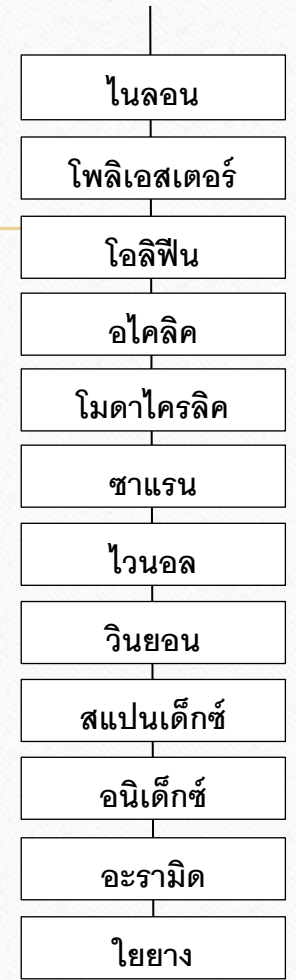 ไนลอน
โพลิเอสเตอร์
โอลิฟีน
อไคลิค
โมดาไครลิค
ซาแรน
ไวนอล
วินยอน
สแปนเด็กซ์
อนิเด็กซ์
อะรามิด
ใยยาง